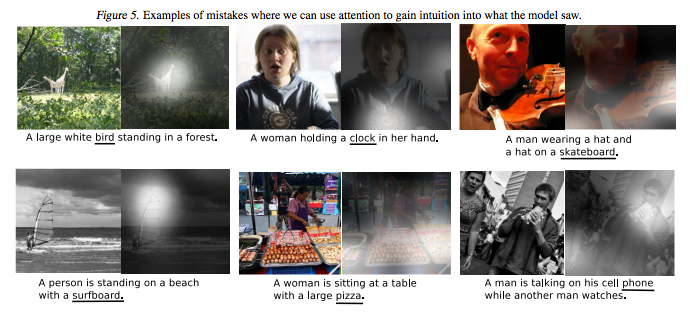 Figure 5. Examples of mistakes where we can use attention to gain intuition into what the model saw.
A large white bird standing in a forest.
A woman holding a clock in her hand.
A man wearing a hat and
a hat on a skateboard.
A person is standing on a beach
with a surfboard.
A woman is sitting at a table
with a large pizza.
A man is talking on his cell phone
while another man watches.